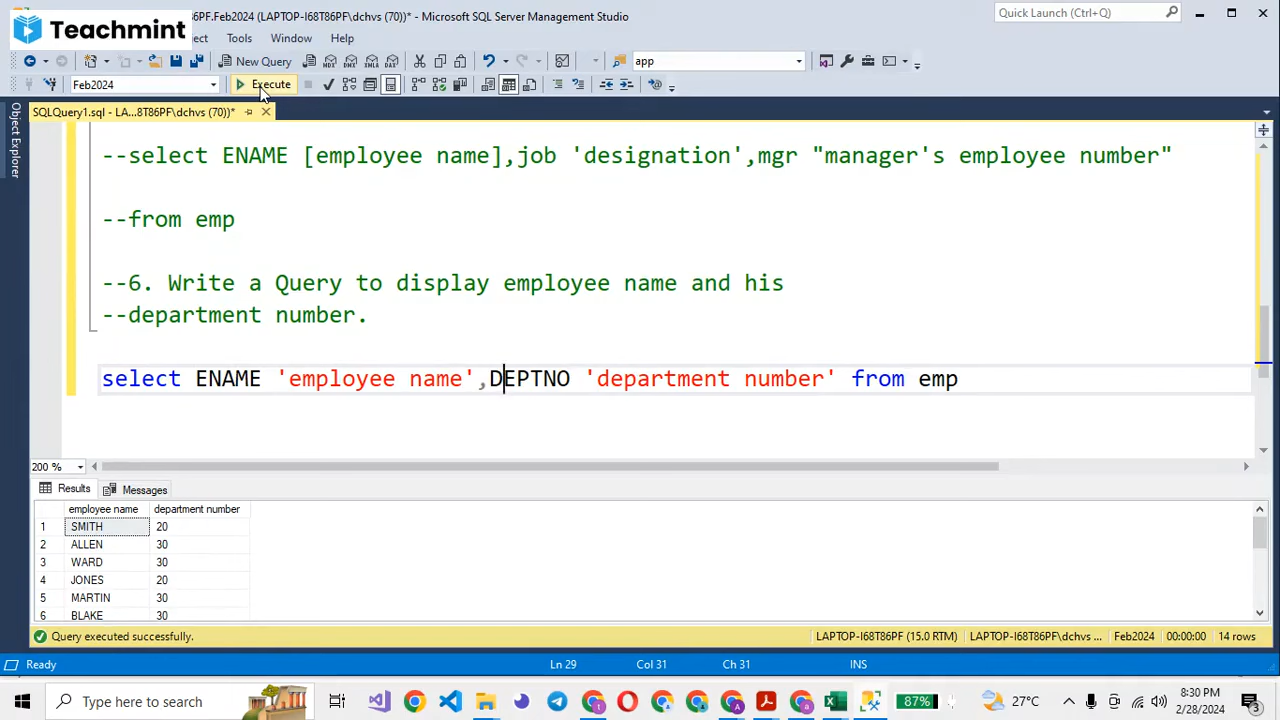 Teachmint
PF.Feb2024 (LAPTOP-I68T86PF\dchvs (70))* - Microsoft SQL Server Management Studio
Quick Launch (Ctrl+Q)
Tools Window Help
New Query
app
Feb2024
Execute
SQLQuery1.sql - LA...8T86PF\dchvs (70))*
Object Explorer
--select ENAME [employee name],job 'designation',mgr "manager's employee number"
--from emp
--6. Write a Query to display employee name and his
--department number.
select ENAME 'employee name',DEPTNO 'department number' from emp
200 %
Results Messages
employee name department number
1 SMITH 20
2 ALLEN 30
3 WARD 30
4 JONES 20
5 MARTIN 30
6 BLAKE 30
Query executed successfully.
LAPTOP-I68T86PF (15.0 RTM) LAPTOP-I68T86PF\dchvs ... Feb2024 00:00:00 14 rows
Ready Ln 29 Col 31 Ch 31 INS
Type here to search
87%
27°C
8:30 PM
2/28/2024
3